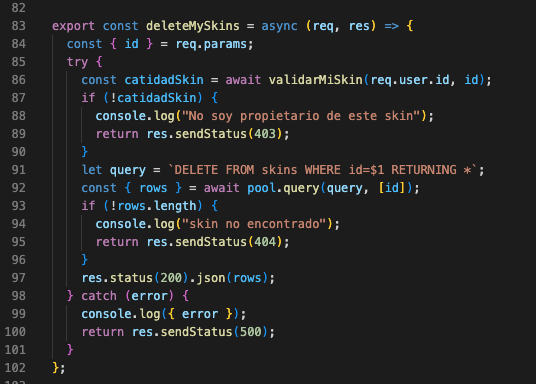 82
83 export const deleteMySkins = async (req, res) => {
84   const { id } = req.params;
85   try {
86     const catidadSkin = await validarMiSkin(req.user.id, id);
87     if (!catidadSkin) {
88       console.log("No soy propietario de este skin");
89       return res.sendStatus(403);
90     }
91     let query = `DELETE FROM skins WHERE id=$1 RETURNING *`;
92     const { rows } = await pool.query(query, [id]);
93     if (!rows.length) {
94       console.log("skin no encontrado");
95       return res.sendStatus(404);
96     }
97     res.status(200).json(rows);
98   } catch (error) {
99     console.log({ error });
100     return res.sendStatus(500);
101   }
102 };